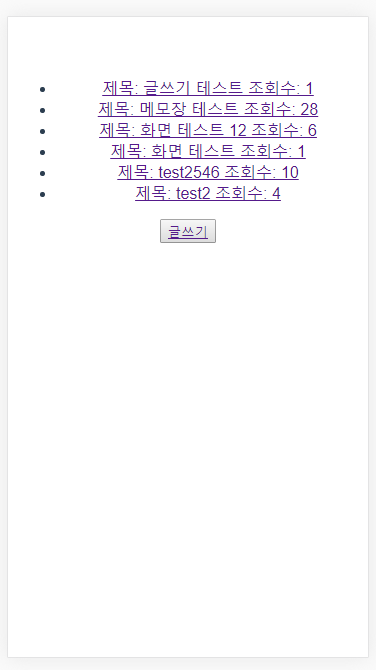 제목: 글쓰기 테스트 조회수: 1
제목: 메모장 테스트 조회수: 28
제목: 화면 테스트 12 조회수: 6
제목: 화면 테스트 조회수: 1
제목: test2546 조회수: 10
제목: test2 조회수: 4
글쓰기